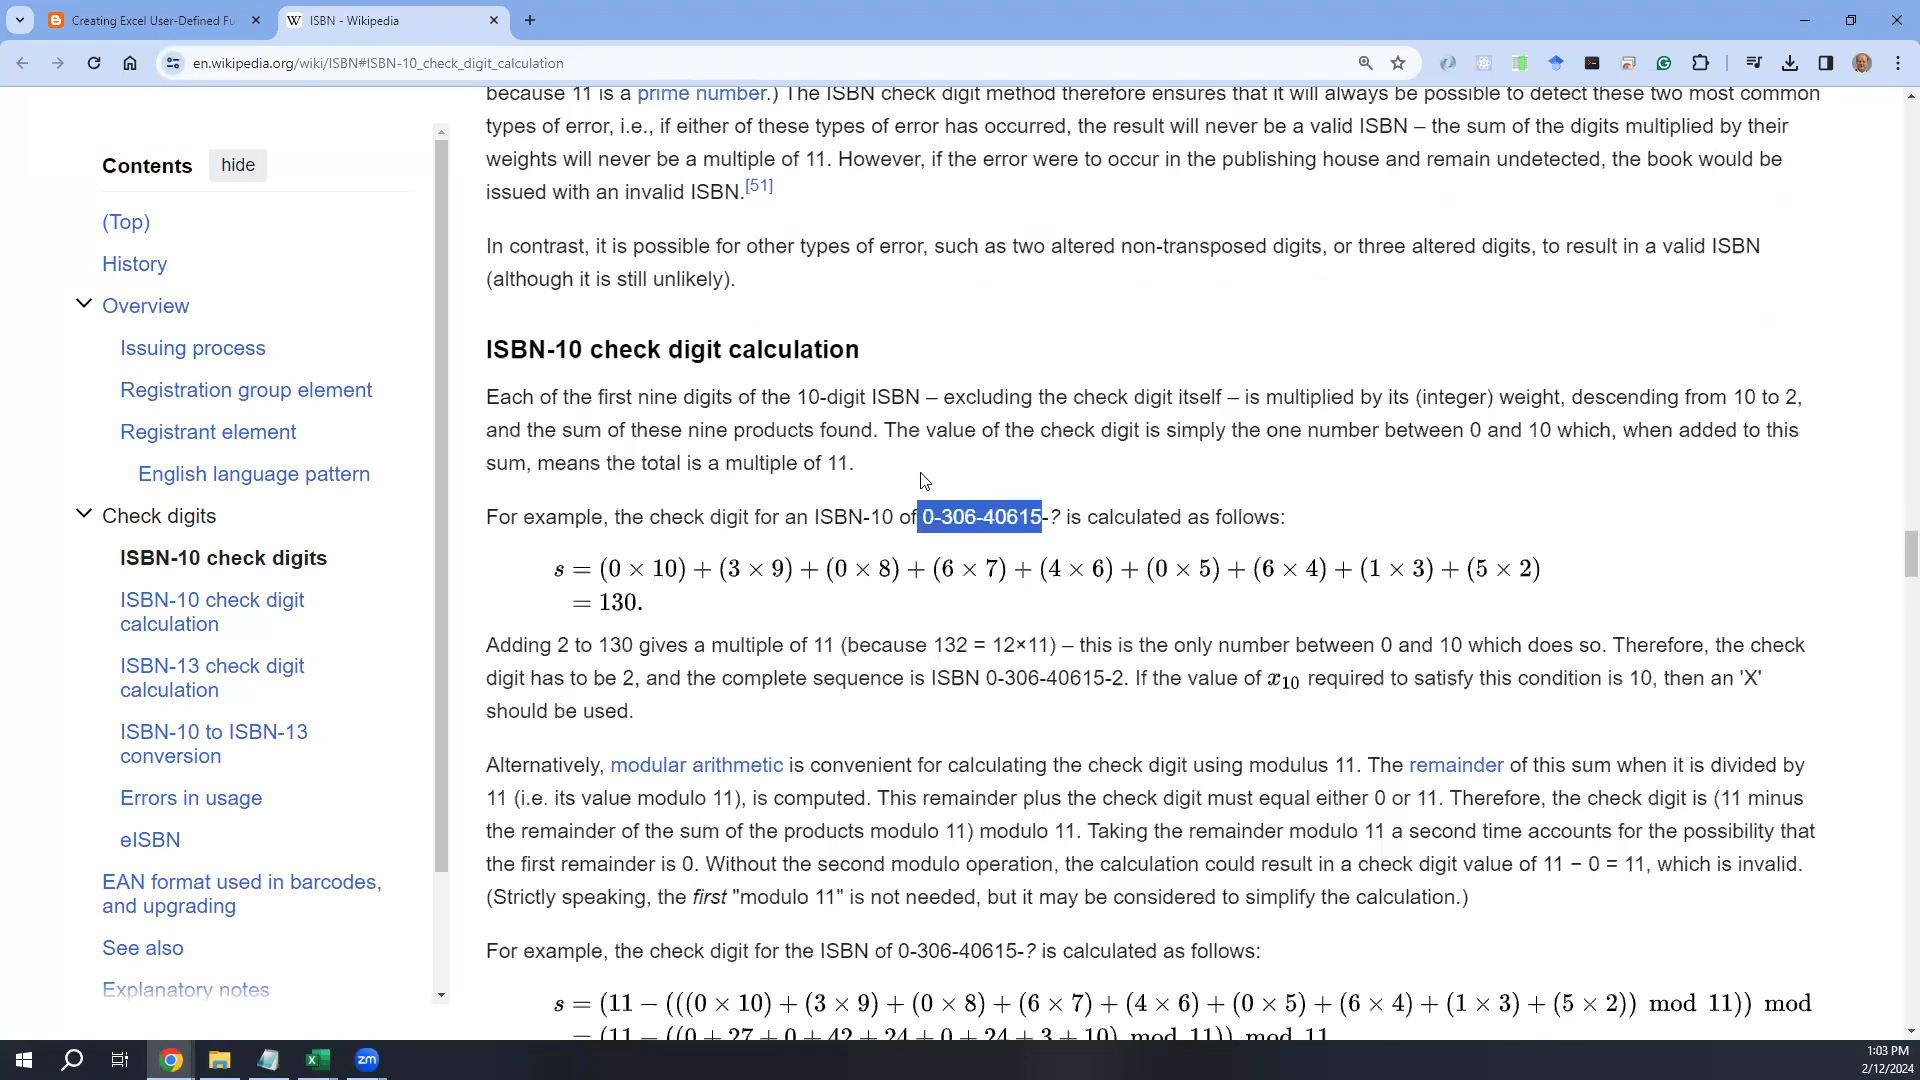 Creating Excel User-Defined Fu
W ISBN - Wikipedia
en.wikipedia.org/wiki/ISBN#ISBN-10_check_digit_calculation
Contents hide
(Top)
History
Overview
Issuing process
Registration group element
Registrant element
English language pattern
Check digits
ISBN-10 check digits
ISBN-10 check digit
calculation
ISBN-13 check digit
calculation
ISBN-10 to ISBN-13
conversion
Errors in usage
eISBN
EAN format used in barcodes,
and upgrading
See also
Explanatory notes
because 11 is a prime number.) The ISBN check digit method therefore ensures that it will always be possible to detect these two most common
types of error, i.e., if either of these types of error has occurred, the result will never be a valid ISBN – the sum of the digits multiplied by their
weights will never be a multiple of 11. However, if the error were to occur in the publishing house and remain undetected, the book would be
issued with an invalid ISBN.[51]
In contrast, it is possible for other types of error, such as two altered non-transposed digits, or three altered digits, to result in a valid ISBN
(although it is still unlikely).
ISBN-10 check digit calculation
Each of the first nine digits of the 10-digit ISBN – excluding the check digit itself – is multiplied by its (integer) weight, descending from 10 to 2,
and the sum of these nine products found. The value of the check digit is simply the one number between 0 and 10 which, when added to this
sum, means the total is a multiple of 11.
For example, the check digit for an ISBN-10 of 0-306-40615-? is calculated as follows:
s = (0 × 10) + (3 × 9) + (0 × 8) + (6 × 7) + (4 × 6) + (0 × 5) + (6 × 4) + (1 × 3) + (5 × 2)
= 130.
Adding 2 to 130 gives a multiple of 11 (because 132 = 12×11) – this is the only number between 0 and 10 which does so. Therefore, the check
digit has to be 2, and the complete sequence is ISBN 0-306-40615-2. If the value of x10 required to satisfy this condition is 10, then an 'X'
should be used.
Alternatively, modular arithmetic is convenient for calculating the check digit using modulus 11. The remainder of this sum when it is divided by
11 (i.e. its value modulo 11), is computed. This remainder plus the check digit must equal either 0 or 11. Therefore, the check digit is (11 minus
the remainder of the sum of the products modulo 11) modulo 11. Taking the remainder modulo 11 a second time accounts for the possibility that
the first remainder is 0. Without the second modulo operation, the calculation could result in a check digit value of 11 − 0 = 11, which is invalid.
(Strictly speaking, the first "modulo 11" is not needed, but it may be considered to simplify the calculation.)
For example, the check digit for the ISBN of 0-306-40615-? is calculated as follows:
s = (11 − (((0 × 10) + (3 × 9) + (0 × 8) + (6 × 7) + (4 × 6) + (0 × 5) + (6 × 4) + (1 × 3) + (5 × 2)) mod 11)) mod
= (11 − ((0 + 27 + 0 + 42 + 24 + 0 + 24 + 3 + 10) mod 11)) mod 11
zm
1:03 PM
2/12/2024